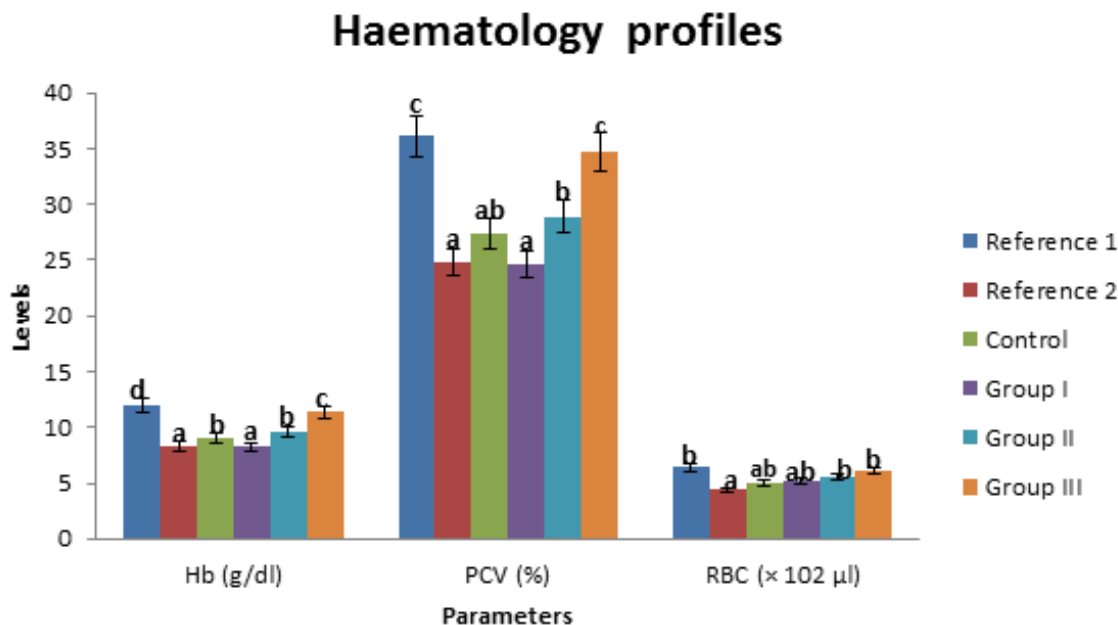 Haematology profiles
Levels
40
35
30
25
20
15
10
5
0
d
a
b
a
b
c
c
a
ab
a
b
c
b
a
ab
ab
b
b
Hb (g/dl)
PCV (%)
RBC (× 102 µl)
Parameters
Reference 1
Reference 2
Control
Group I
Group II
Group III